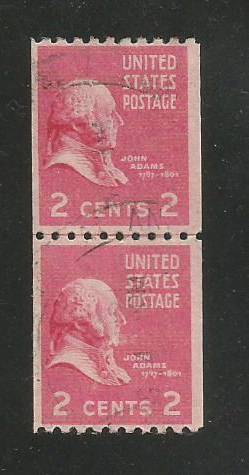 UNITED
STATES
POSTAGE
JOHN
ADAMS
1797-1801
2 CENTS 2
UNITED
STATES
POSTAGE
JOHN
ADAMS
1797-1801
2 CENTS 2